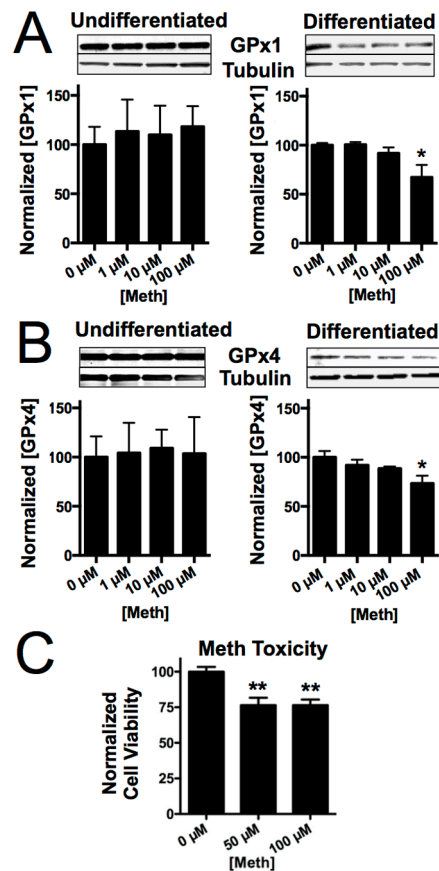 A
Undifferentiated
Differentiated
GPx1
Tubulin
Normalized [GPx1]
150
100
50
0
0 µM
1 µM
10 µM
100 µM
[Meth]
Normalized [GPx1]
150
100
50
0
*
0 µM
1 µM
10 µM
100 µM
[Meth]
B
Undifferentiated
Differentiated
GPx4
Tubulin
Normalized [GPx4]
150
100
50
0
0 µM
1 µM
10 µM
100 µM
[Meth]
Normalized [GPx4]
150
100
50
0
*
0 µM
1 µM
10 µM
100 µM
[Meth]
C
Meth Toxicity
Normalized
Cell Viability
100
75
50
25
0
**
**
0 µM
50 µM
100 µM
[Meth]